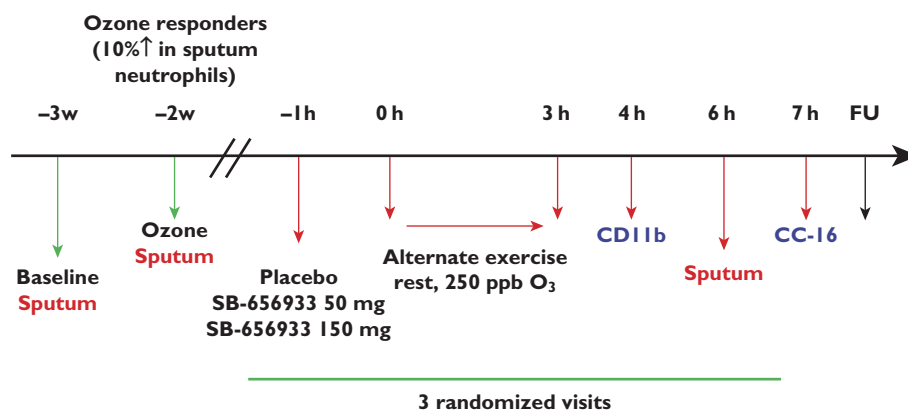 Ozone responders
(10%↑ in sputum
neutrophils)
–3w –2w –1h 0 h 3 h 4 h 6 h 7 h FU
Baseline
Sputum
Ozone
Sputum
Placebo
SB-656933 50 mg
SB-656933 150 mg
Alternate exercise
rest, 250 ppb O₃
CD11b
Sputum
CC-16
3 randomized visits